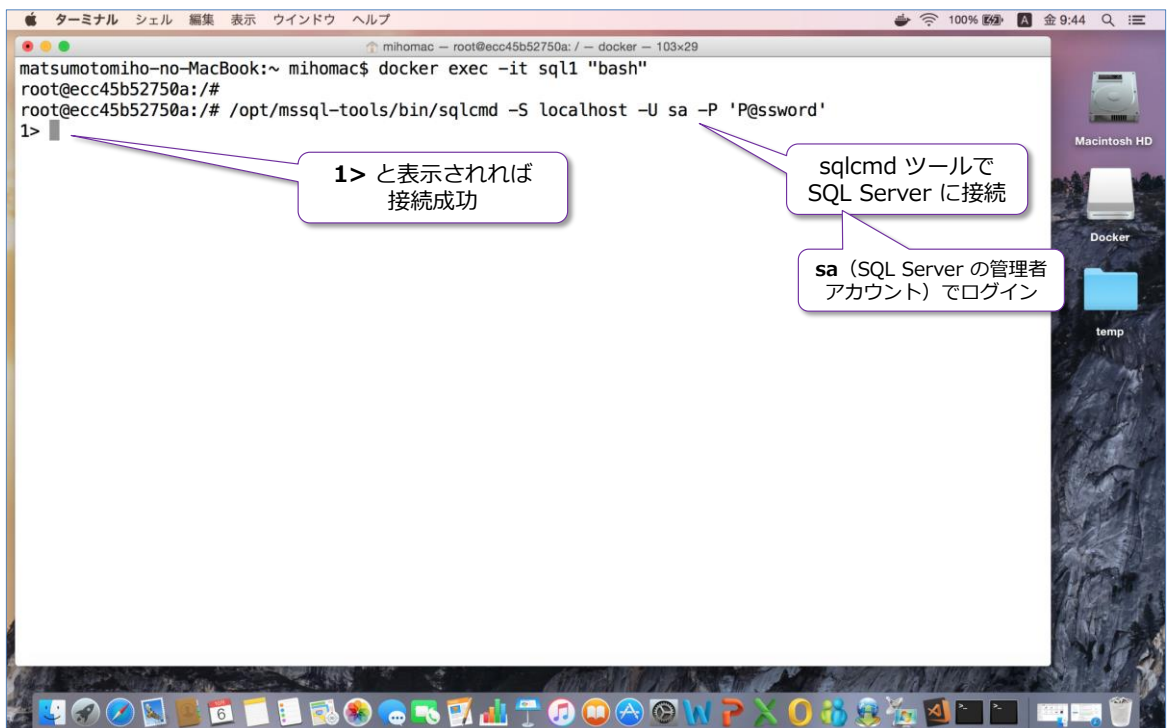 ターミナル シェル 編集 表示 ウインドウ ヘルプ 100% A 金9:44
mihomac — root@ecc45b52750a: / — docker — 103×29
matsumotomiho-no-MacBook:~ mihomac$ docker exec -it sql1 "bash"
root@ecc45b52750a:/#
root@ecc45b52750a:/# /opt/mssql-tools/bin/sqlcmd -S localhost -U sa -P 'P@ssword'
1>
1> と表示されれば
接続成功
sqlcmd ツールで
SQL Server に接続
sa（SQL Server の管理者
アカウント）でログイン
Macintosh HD
Docker
temp
6